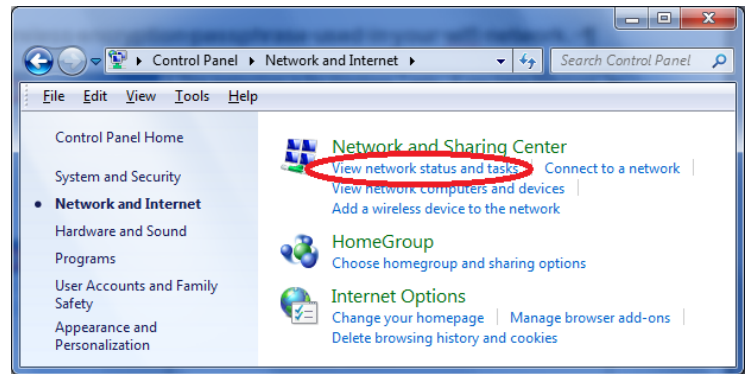 Control Panel Network and Internet Search Control Panel
File Edit View Tools Help
Control Panel Home
System and Security
Network and Internet
Hardware and Sound
Programs
User Accounts and Family
Safety
Appearance and
Personalization
Network and Sharing Center
View network status and tasks Connect to a network
View network computers and devices
Add a wireless device to the network
HomeGroup
Choose homegroup and sharing options
Internet Options
Change your homepage Manage browser add-ons
Delete browsing history and cookies